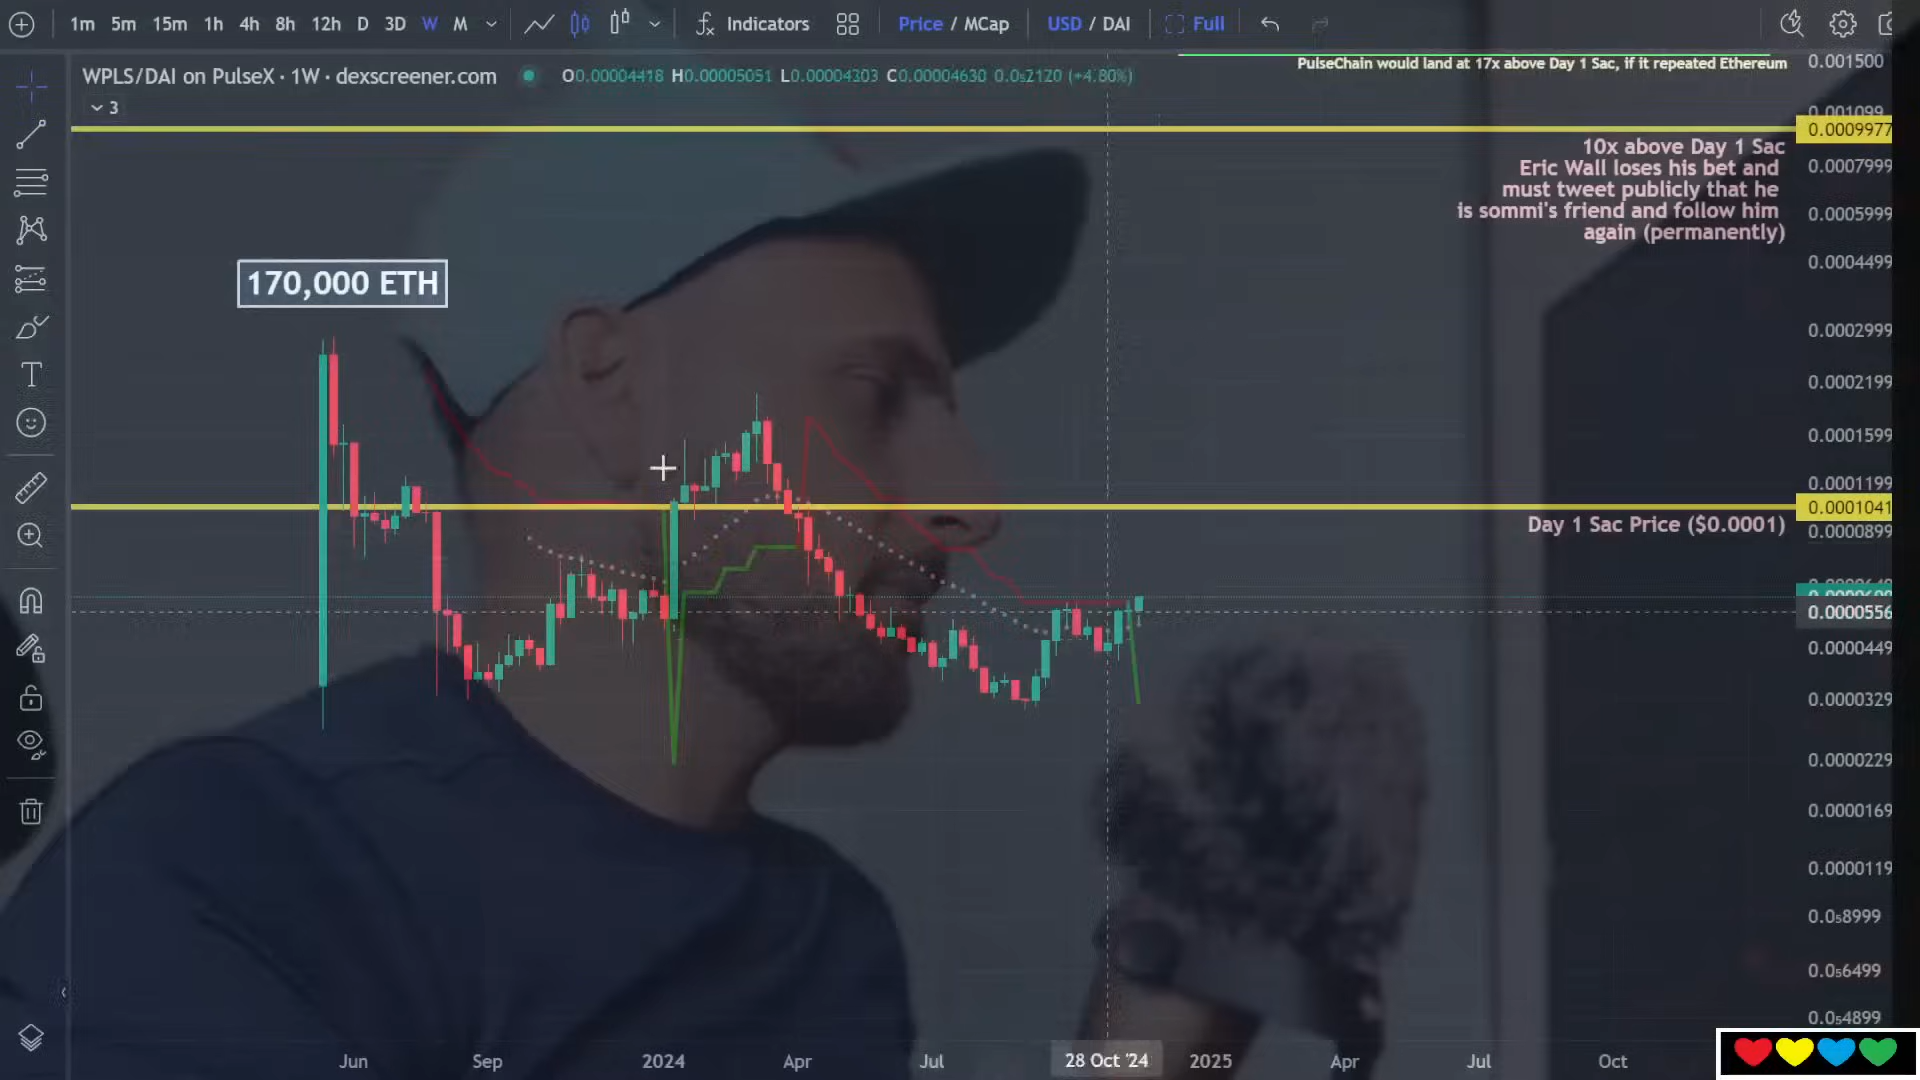 1m 5m 15m 1h 4h 8h 12h D 3D W M Indicators Price / MCap USD / DAI Full
WPLS/DAI on PulseX · 1W · dexscreener.com O0.00004418 H0.00005051 L0.00004303 C0.00004630 0.0₅2120 (+4.80%)
3
PulseChain would land at 17x above Day 1 Sac, if it repeated Ethereum
0.001500
0.001099
0.0009977
10x above Day 1 Sac
Eric Wall loses his bet and
must tweet publicly that he
is sommi's friend and follow him
again (permanently)
0.0007999
0.0005999
0.0004499
170,000 ETH
0.0002999
0.0002199
0.0001599
0.0001199
0.0001041
Day 1 Sac Price ($0.0001)
0.0000899
0.0000556
0.0000449
0.0000329
0.0000229
0.0000169
0.0000119
0.0₅8999
0.0₅6499
0.0₅4899
Jun Sep 2024 Apr Jul 28 Oct '24 2025 Apr Jul Oct